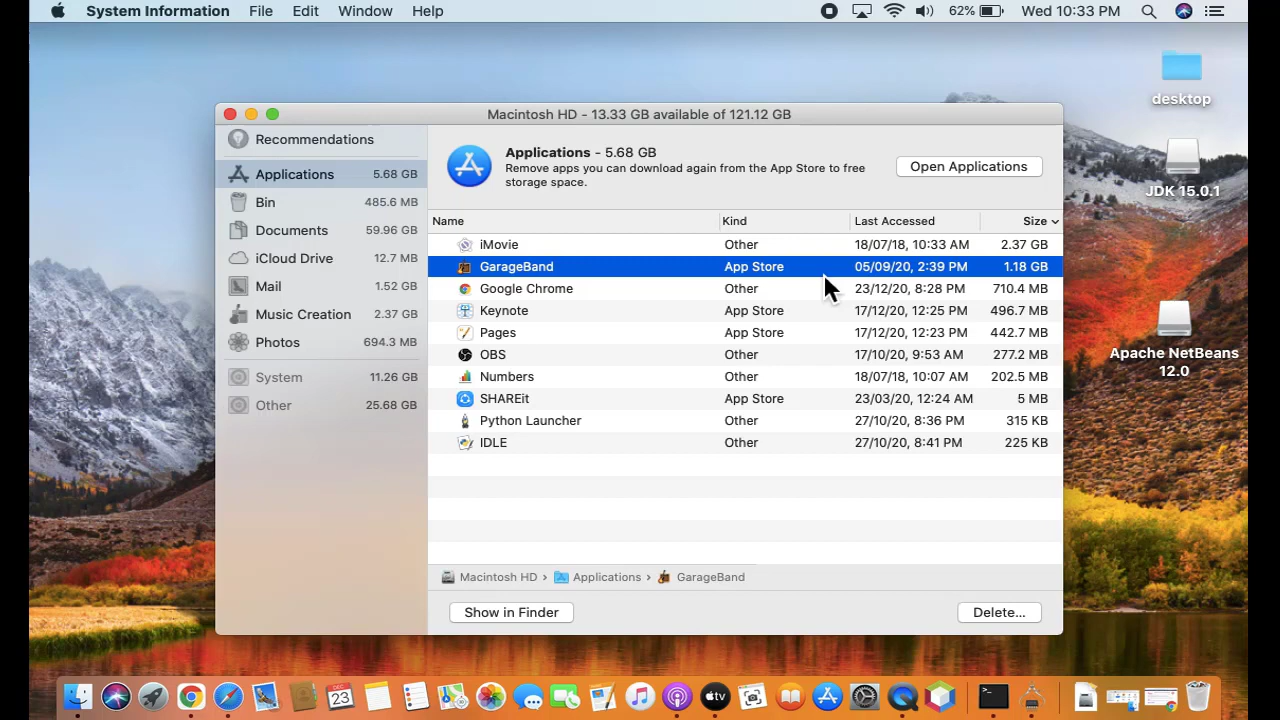 System Information File Edit Window Help 62% Wed 10:33 PM
desktop
JDK 15.0.1
Apache NetBeans
12.0
Macintosh HD - 13.33 GB available of 121.12 GB
Recommendations
Applications 5.68 GB
Bin 485.6 MB
Documents 59.96 GB
iCloud Drive 12.7 MB
Mail 1.52 GB
Music Creation 2.37 GB
Photos 694.3 MB
System 11.26 GB
Other 25.68 GB
Applications - 5.68 GB
Remove apps you can download again from the App Store to free
storage space.
Open Applications
Name Kind Last Accessed Size
iMovie Other 18/07/18, 10:33 AM 2.37 GB
GarageBand App Store 05/09/20, 2:39 PM 1.18 GB
Google Chrome Other 23/12/20, 8:28 PM 710.4 MB
Keynote App Store 17/12/20, 12:25 PM 496.7 MB
Pages App Store 17/12/20, 12:23 PM 442.7 MB
OBS Other 17/10/20, 9:53 AM 277.2 MB
Numbers Other 18/07/18, 10:07 AM 202.5 MB
SHAREit App Store 23/03/20, 12:24 AM 5 MB
Python Launcher Other 27/10/20, 8:36 PM 315 KB
IDLE Other 27/10/20, 8:41 PM 225 KB
Macintosh HD › Applications › GarageBand
Show in Finder Delete...
DEC
23
tv